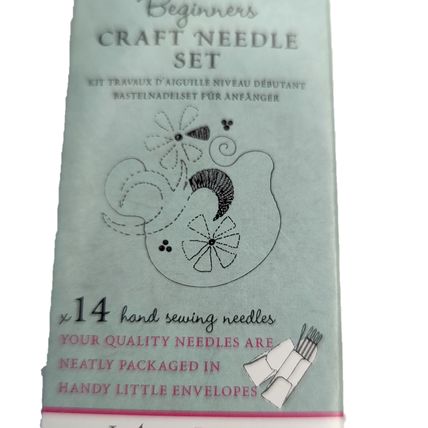 Beginners
CRAFT NEEDLE
SET
KIT TRAVAUX D'AIGUILLE NIVEAU DÉBUTANT
BASTELNADELSET FÜR ANFÄNGER
x14 hand sewing needles
YOUR QUALITY NEEDLES ARE
NEATLY PACKAGED IN
HANDY LITTLE ENVELOPES